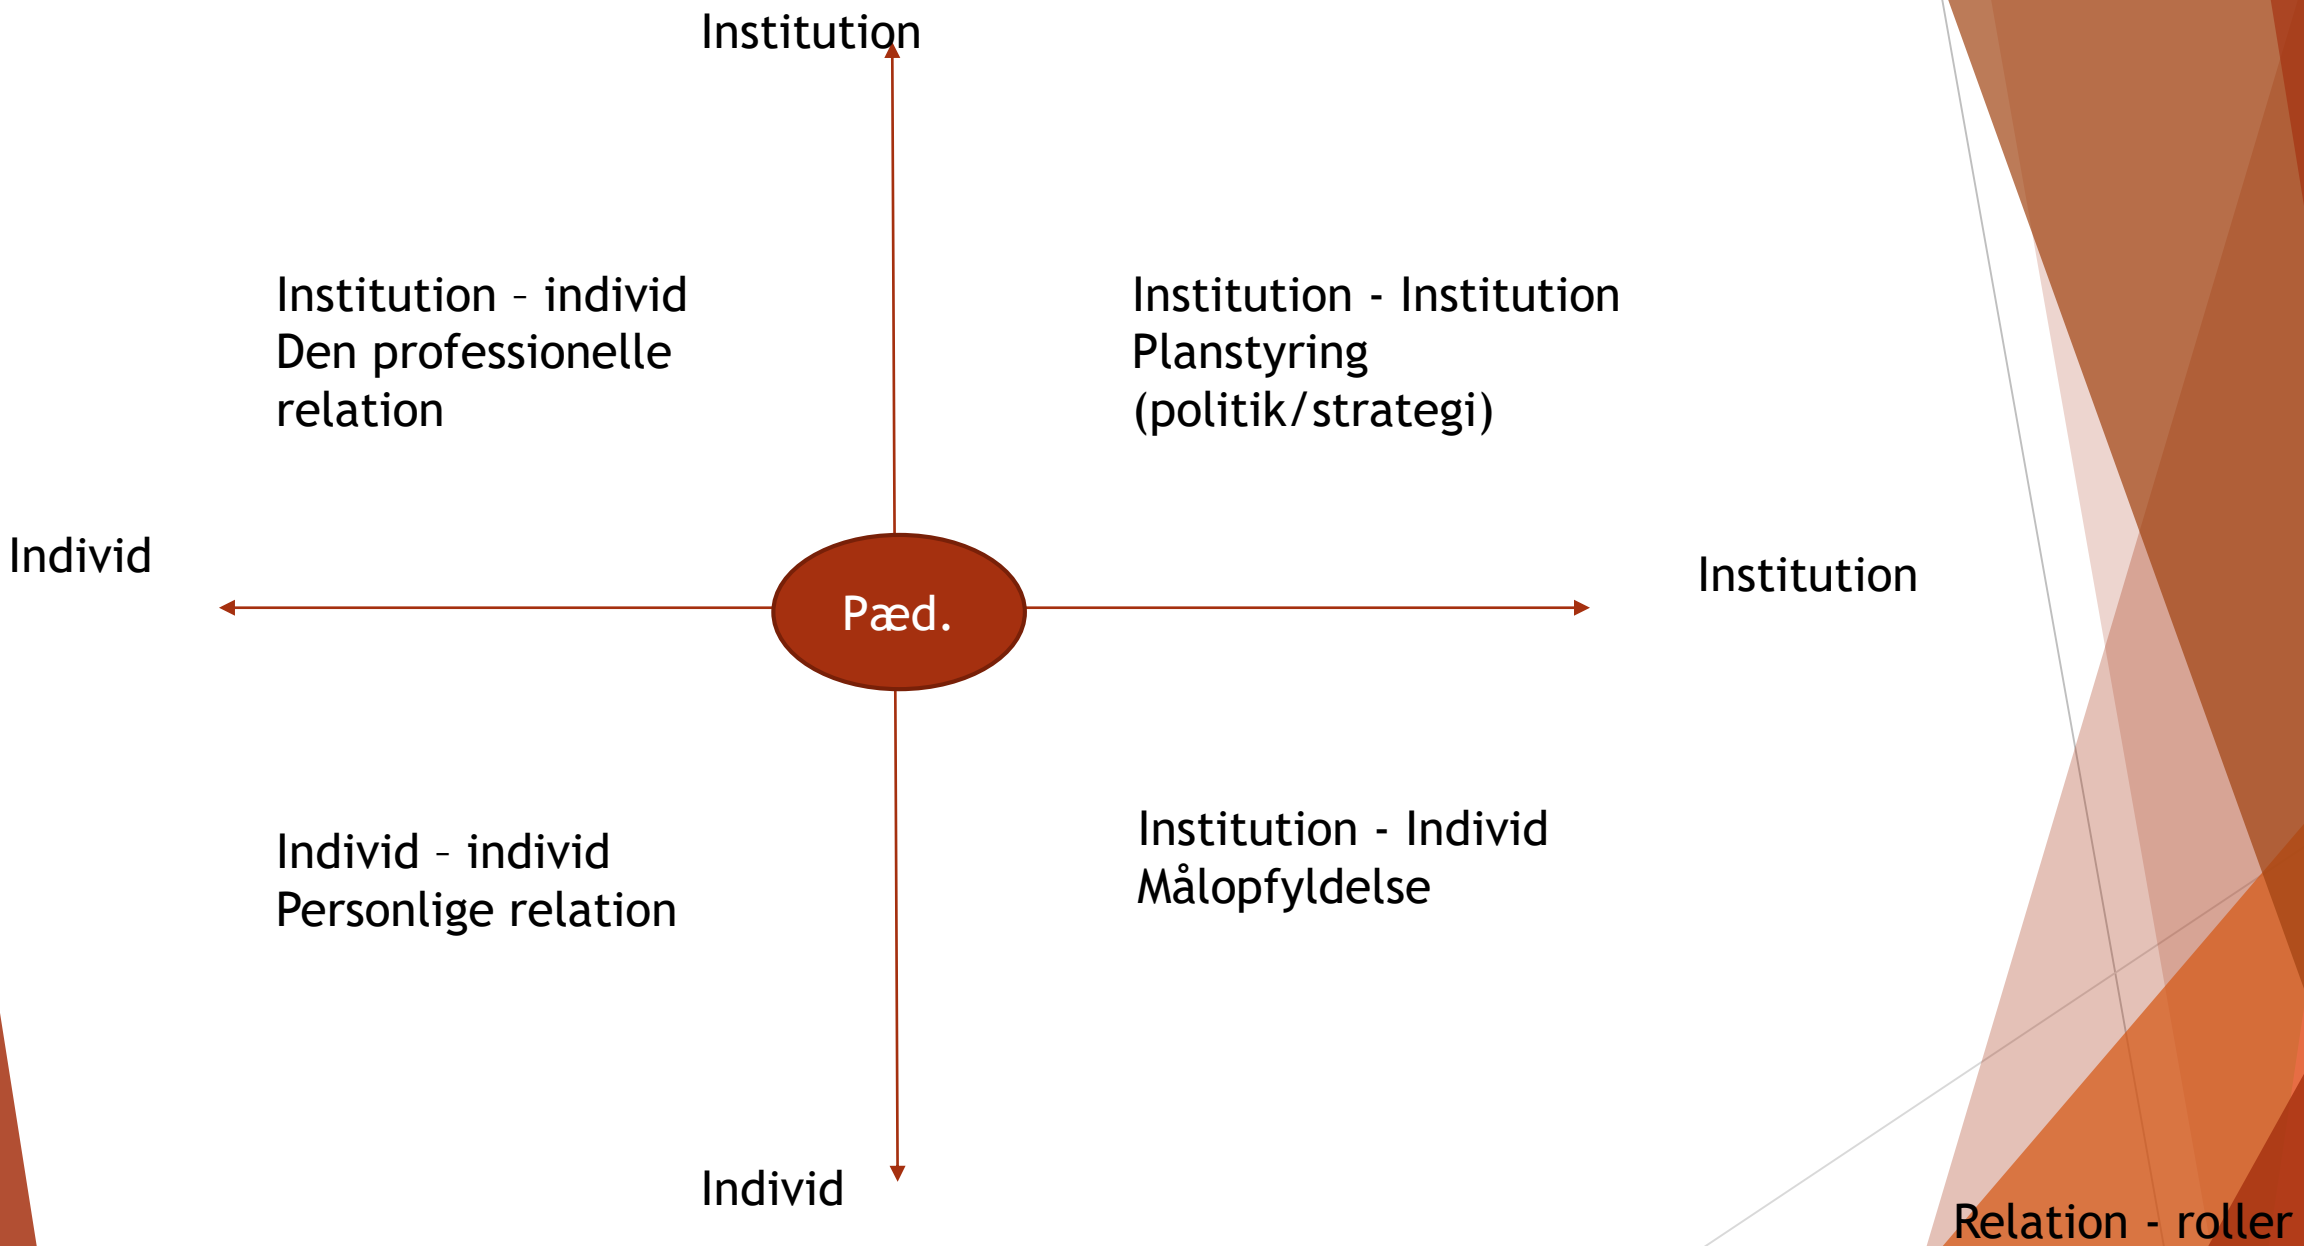 Institution
Institution – individ
Den professionelle
relation
Institution - Institution
Planstyring
(politik/strategi)
Individ
Institution
Pæd.
Individ – individ
Personlige relation
Institution - Individ
Målopfyldelse
Individ
Relation - roller